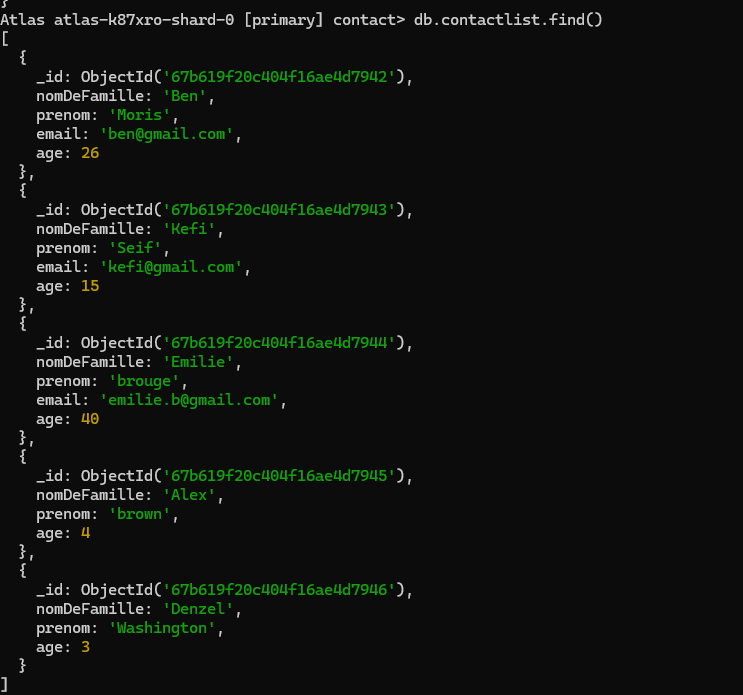 }
Atlas atlas-k87xro-shard-0 [primary] contact> db.contactlist.find()
[
  {
    _id: ObjectId('67b619f20c404f16ae4d7942'),
    nomDeFamille: 'Ben',
    prenom: 'Moris',
    email: 'ben@gmail.com',
    age: 26
  },
  {
    _id: ObjectId('67b619f20c404f16ae4d7943'),
    nomDeFamille: 'Kefi',
    prenom: 'Seif',
    email: 'kefi@gmail.com',
    age: 15
  },
  {
    _id: ObjectId('67b619f20c404f16ae4d7944'),
    nomDeFamille: 'Emilie',
    prenom: 'brouge',
    email: 'emilie.b@gmail.com',
    age: 40
  },
  {
    _id: ObjectId('67b619f20c404f16ae4d7945'),
    nomDeFamille: 'Alex',
    prenom: 'brown',
    age: 4
  },
  {
    _id: ObjectId('67b619f20c404f16ae4d7946'),
    nomDeFamille: 'Denzel',
    prenom: 'Washington',
    age: 3
  }
]